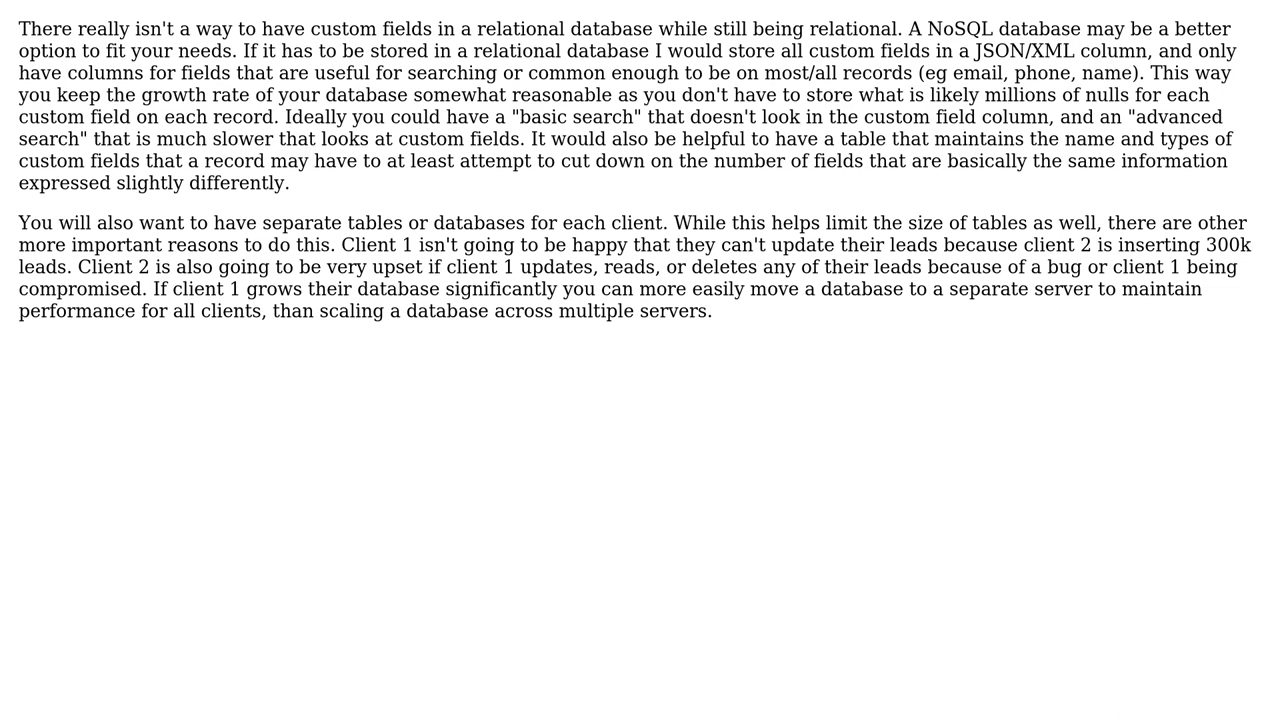 There really isn't a way to have custom fields in a relational database while still being relational. A NoSQL database may be a better
option to fit your needs. If it has to be stored in a relational database I would store all custom fields in a JSON/XML column, and only
have columns for fields that are useful for searching or common enough to be on most/all records (eg email, phone, name). This way
you keep the growth rate of your database somewhat reasonable as you don't have to store what is likely millions of nulls for each
custom field on each record. Ideally you could have a "basic search" that doesn't look in the custom field column, and an "advanced
search" that is much slower that looks at custom fields. It would also be helpful to have a table that maintains the name and types of
custom fields that a record may have to at least attempt to cut down on the number of fields that are basically the same information
expressed slightly differently.
You will also want to have separate tables or databases for each client. While this helps limit the size of tables as well, there are other
more important reasons to do this. Client 1 isn't going to be happy that they can't update their leads because client 2 is inserting 300k
leads. Client 2 is also going to be very upset if client 1 updates, reads, or deletes any of their leads because of a bug or client 1 being
compromised. If client 1 grows their database significantly you can more easily move a database to a separate server to maintain
performance for all clients, than scaling a database across multiple servers.